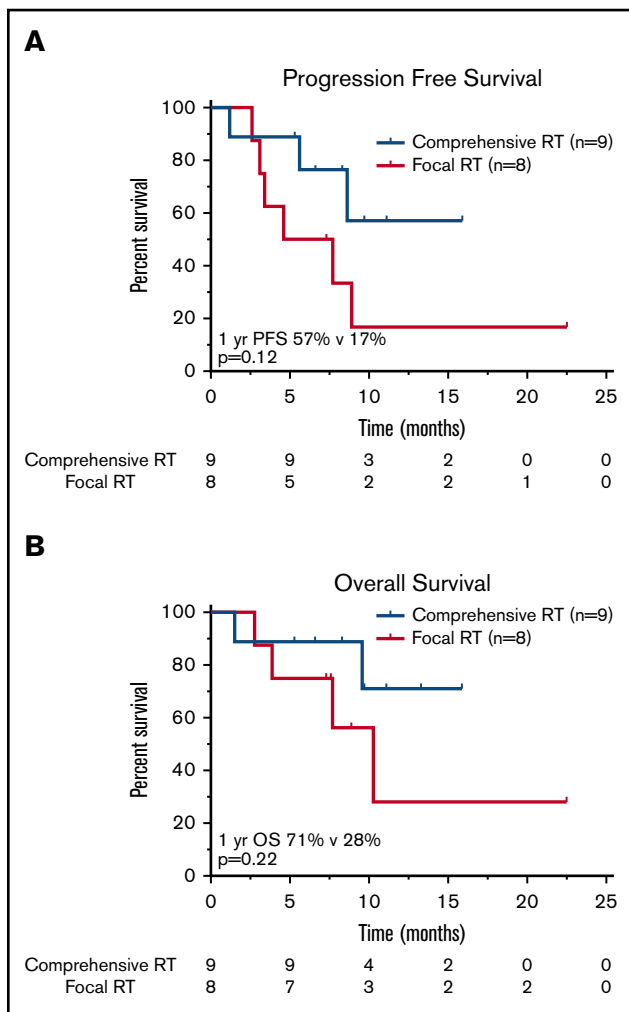 A
Progression Free Survival
100
80
60
40
20
0
Percent survival
Comprehensive RT (n=9)
Focal RT (n=8)
1 yr PFS 57% v 17%
p=0.12
0 5 10 15 20 25
Time (months)
Comprehensive RT 9 9 3 2 0 0
Focal RT 8 5 2 2 1 0
B
Overall Survival
100
80
60
40
20
0
Percent survival
Comprehensive RT (n=9)
Focal RT (n=8)
1 yr OS 71% v 28%
p=0.22
0 5 10 15 20 25
Time (months)
Comprehensive RT 9 9 4 2 0 0
Focal RT 8 7 3 2 2 0